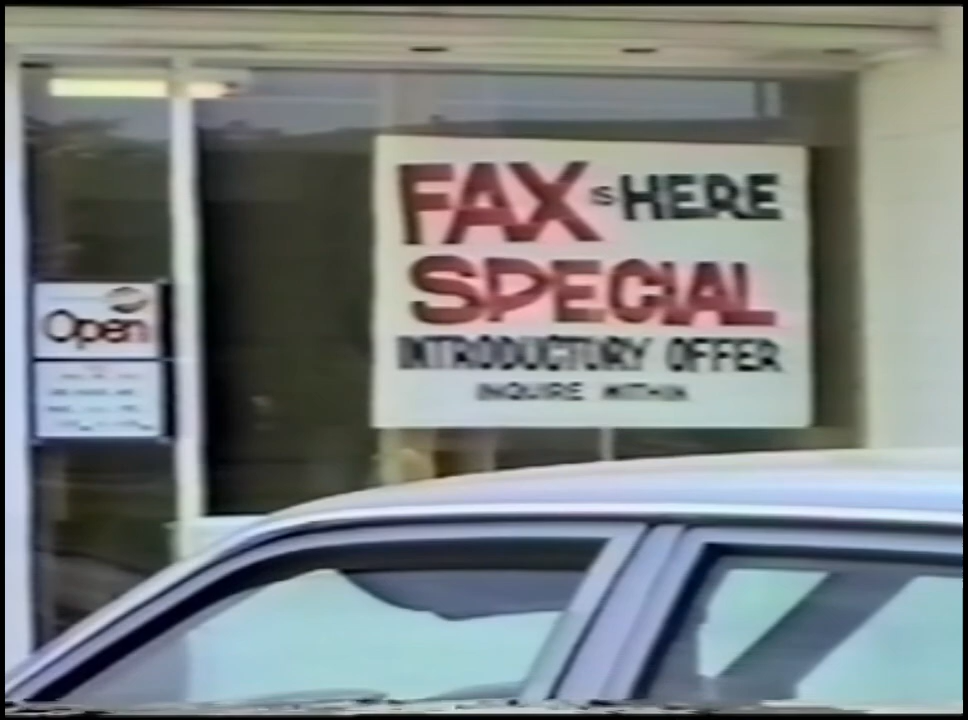 FAX IS HERE
SPECIAL
INTRODUCTORY OFFER
INQUIRE WITHIN
Open